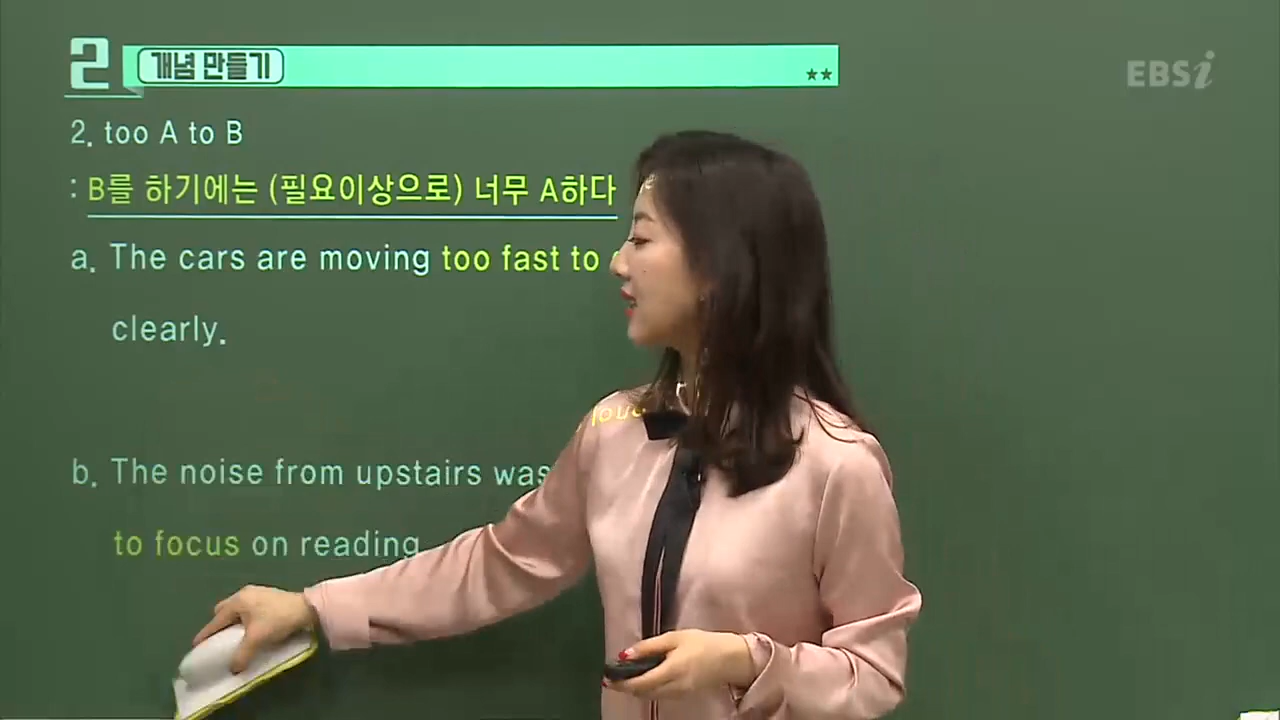 2 개념 만들기 ★★
EBSi
2. too A to B
: B를 하기에는 (필요이상으로) 너무 A하다
a. The cars are moving too fast to
clearly.
b. The noise from upstairs was
to focus on reading